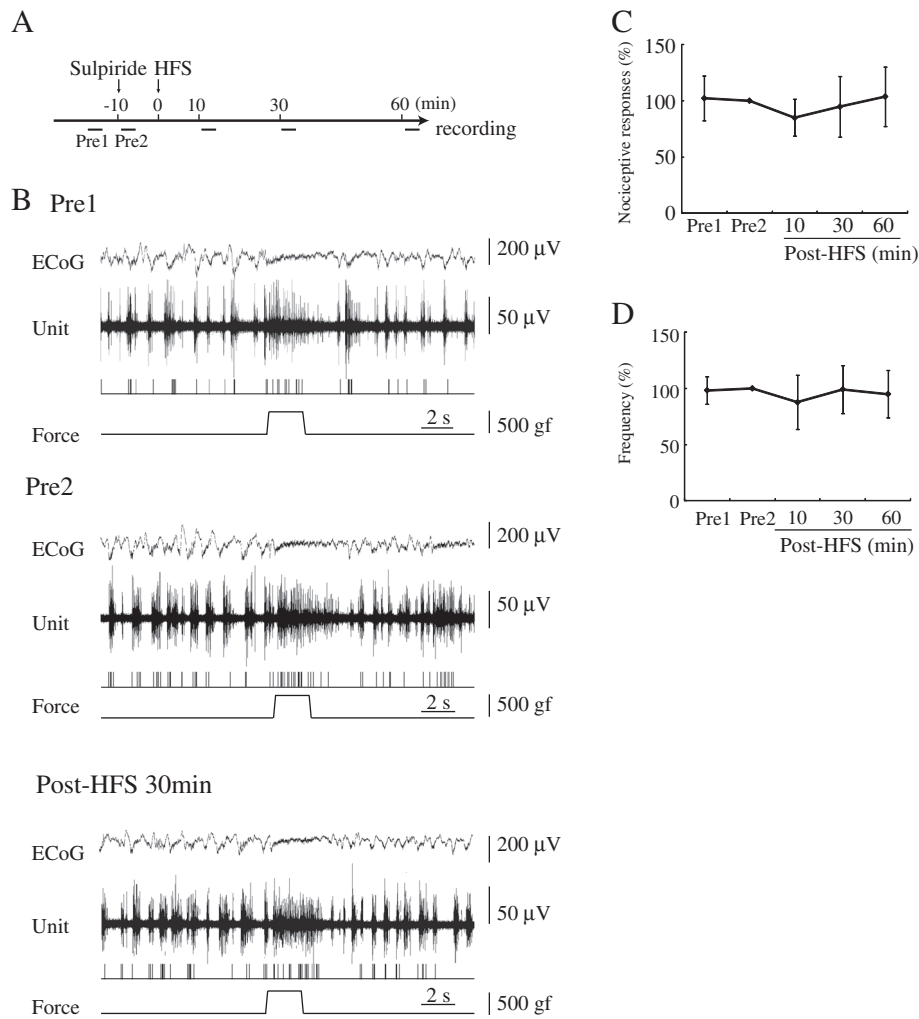 A
Sulpiride HFS
-10 0 10 30 60 (min)
recording
Pre1 Pre2
B Pre1
ECoG 200 μV
Unit 50 μV
Force 2 s 500 gf
Pre2
ECoG 200 μV
Unit 50 μV
Force 2 s 500 gf
Post-HFS 30min
ECoG 200 μV
Unit 50 μV
Force 2 s 500 gf
C
Nociceptive responses (%)
150
100
50
0
Pre1 Pre2 10 30 60
Post-HFS (min)
D
Frequency (%)
150
100
50
0
Pre1 Pre2 10 30 60
Post-HFS (min)